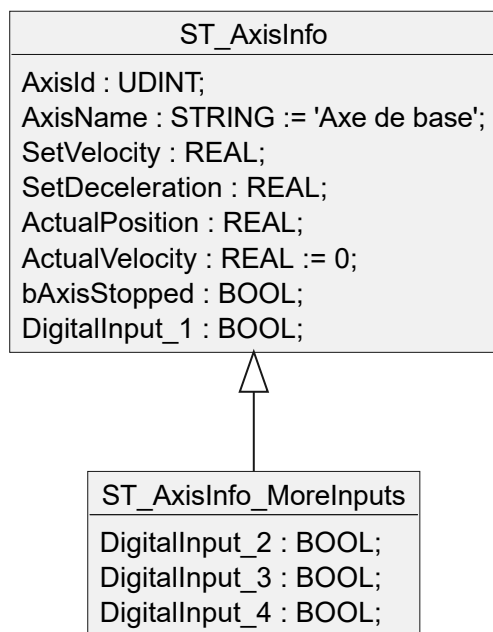 ST_AxisInfo
AxisId : UDINT;
AxisName : STRING := 'Axe de base';
SetVelocity : REAL;
SetDeceleration : REAL;
ActualPosition : REAL;
ActualVelocity : REAL := 0;
bAxisStopped : BOOL;
DigitalInput_1 : BOOL;
ST_AxisInfo_MoreInputs
DigitalInput_2 : BOOL;
DigitalInput_3 : BOOL;
DigitalInput_4 : BOOL;